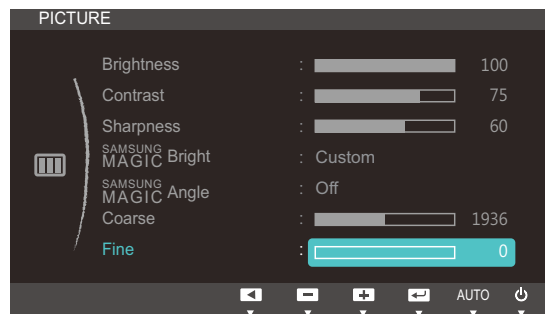 PICTURE
Brightness : 100
Contrast : 75
Sharpness : 60
SAMSUNG MAGIC Bright : Custom
SAMSUNG MAGIC Angle : Off
Coarse : 1936
Fine : 0
AUTO